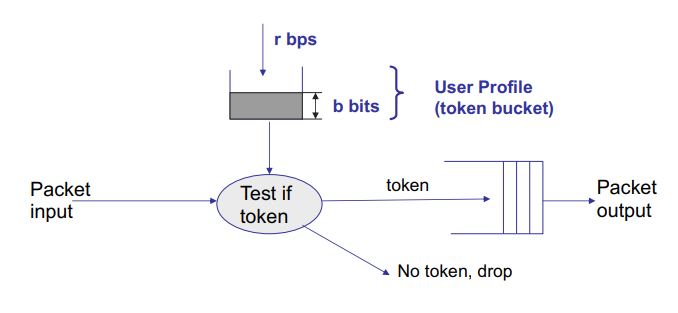 r bps
b bits
User Profile
(token bucket)
Packet
input
Test if
token
token
Packet
output
No token, drop